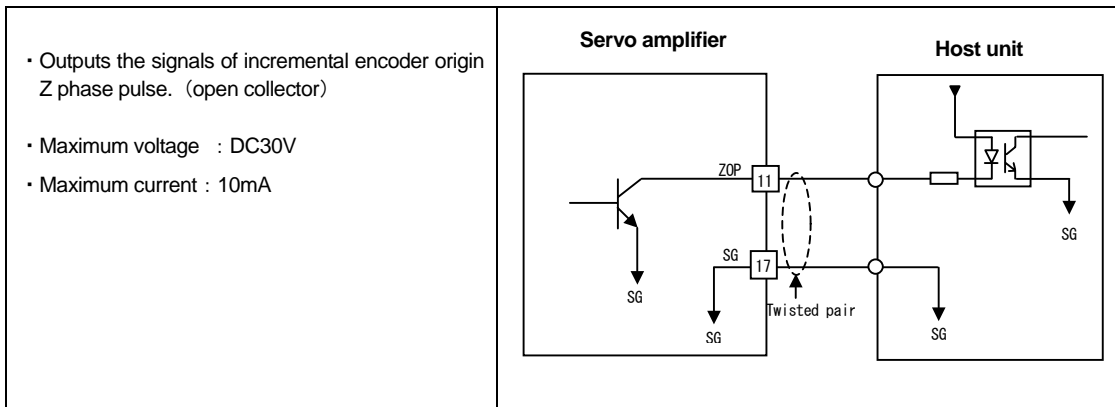 ・Outputs the signals of incremental encoder origin
Z phase pulse.（open collector）
・Maximum voltage ：DC30V
・Maximum current：10mA
Servo amplifier
Host unit
ZOP
11
SG
SG
17
SG
SG
Twisted pair
SG